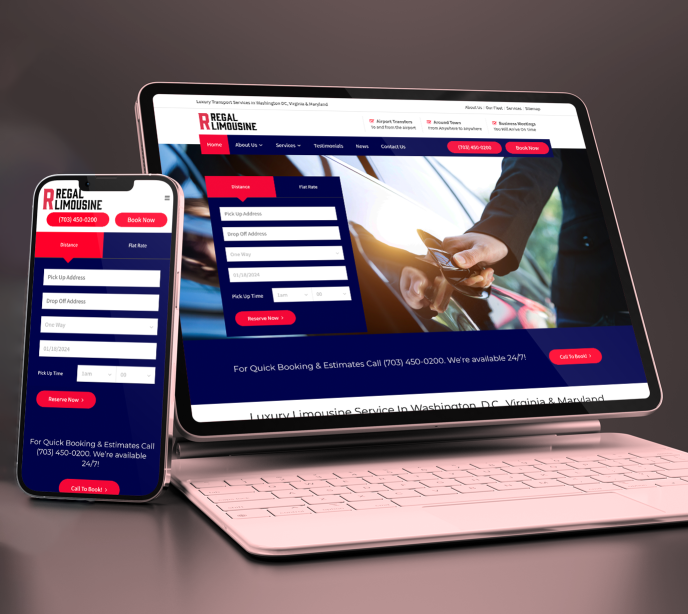 Luxury Transport Services in Washington DC, Virginia & Maryland
About Us Our Fleet Services Sitemap
R REGAL
LIMOUSINE
Airport Transfers
To and from the airport
Around Town
From anywhere to anywhere
Business Meetings
You Will Arrive On Time
Home About Us Services Testimonials News Contact Us (703) 450-0200 Book Now
Distance Flat Rate
Pick Up Address
Drop Off Address
One Way
01/18/2024
Pick Up Time 1am 00
Reserve Now >
For Quick Booking & Estimates Call (703) 450-0200. We're available 24/7!
Call To Book! >
Luxury Limousine Service In Washington, D.C., Virginia & Maryland
R REGAL
LIMOUSINE
(703) 450-0200 Book Now
Distance Flat Rate
Pick Up Address
Drop Off Address
One Way
01/18/2024
Pick Up Time 1am 00
Reserve Now >
For Quick Booking & Estimates Call
(703) 450-0200. We're available
24/7!
Call To Book! >